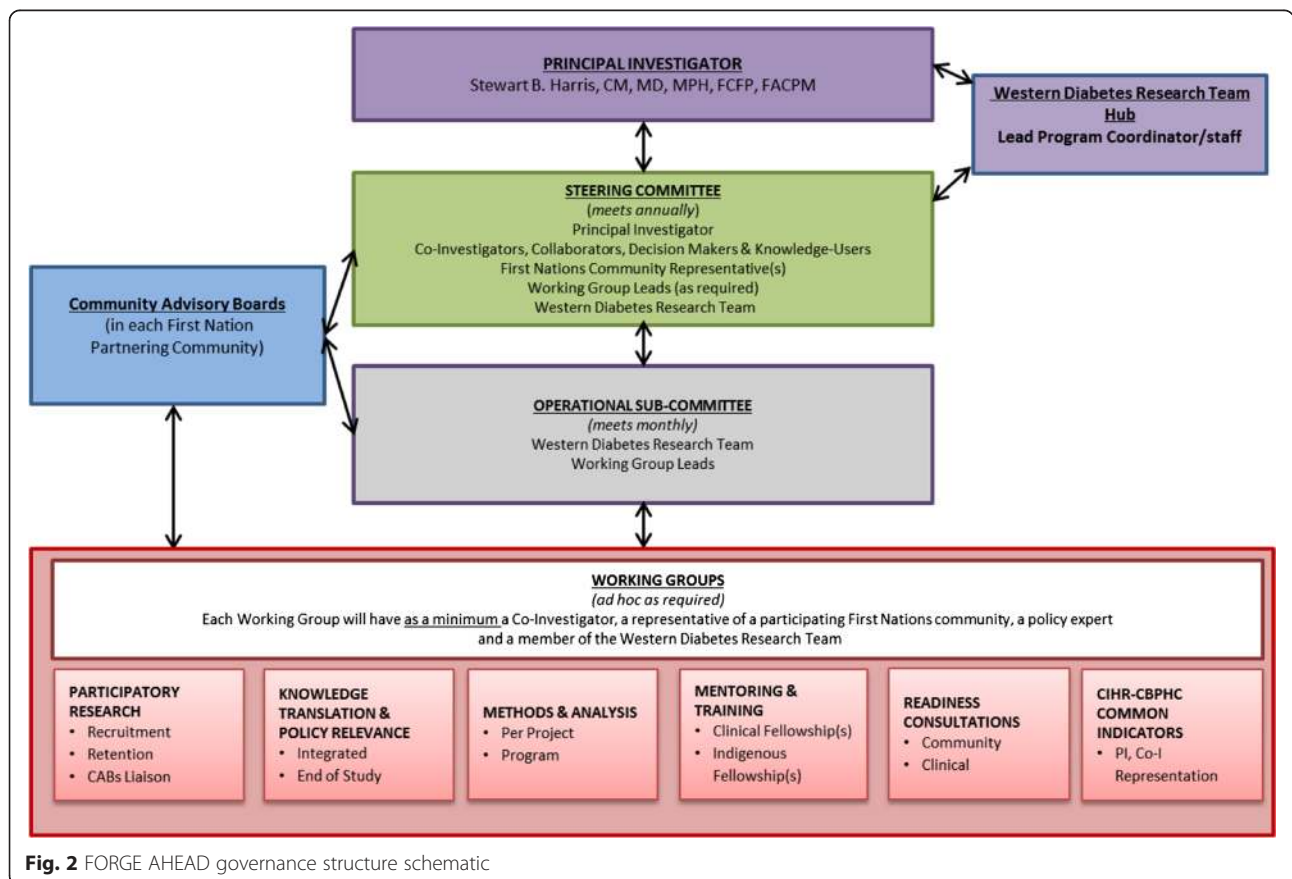 PRINCIPAL INVESTIGATOR
Stewart B. Harris, CM, MD, MPH, FCFP, FACPM
Western Diabetes Research Team
Hub
Lead Program Coordinator/staff
STEERING COMMITTEE
(meets annually)
Principal Investigator
Co-Investigators, Collaborators, Decision Makers & Knowledge-Users
First Nations Community Representative(s)
Working Group Leads (as required)
Western Diabetes Research Team
Community Advisory Boards
(in each First Nation
Partnering Community)
OPERATIONAL SUB-COMMITTEE
(meets monthly)
Western Diabetes Research Team
Working Group Leads
WORKING GROUPS
(ad hoc as required)
Each Working Group will have as a minimum a Co-Investigator, a representative of a participating First Nations community, a policy expert
and a member of the Western Diabetes Research Team
PARTICIPATORY
RESEARCH
• Recruitment
• Retention
• CABs Liaison
KNOWLEDGE
TRANSLATION &
POLICY RELEVANCE
• Integrated
• End of Study
METHODS & ANALYSIS
• Per Project
• Program
MENTORING &
TRAINING
• Clinical Fellowship(s)
• Indigenous
Fellowship(s)
READINESS
CONSULTATIONS
• Community
• Clinical
CIHR-CBPHC
COMMON
INDICATORS
• PI, Co-I
Representation
Fig. 2 FORGE AHEAD governance structure schematic